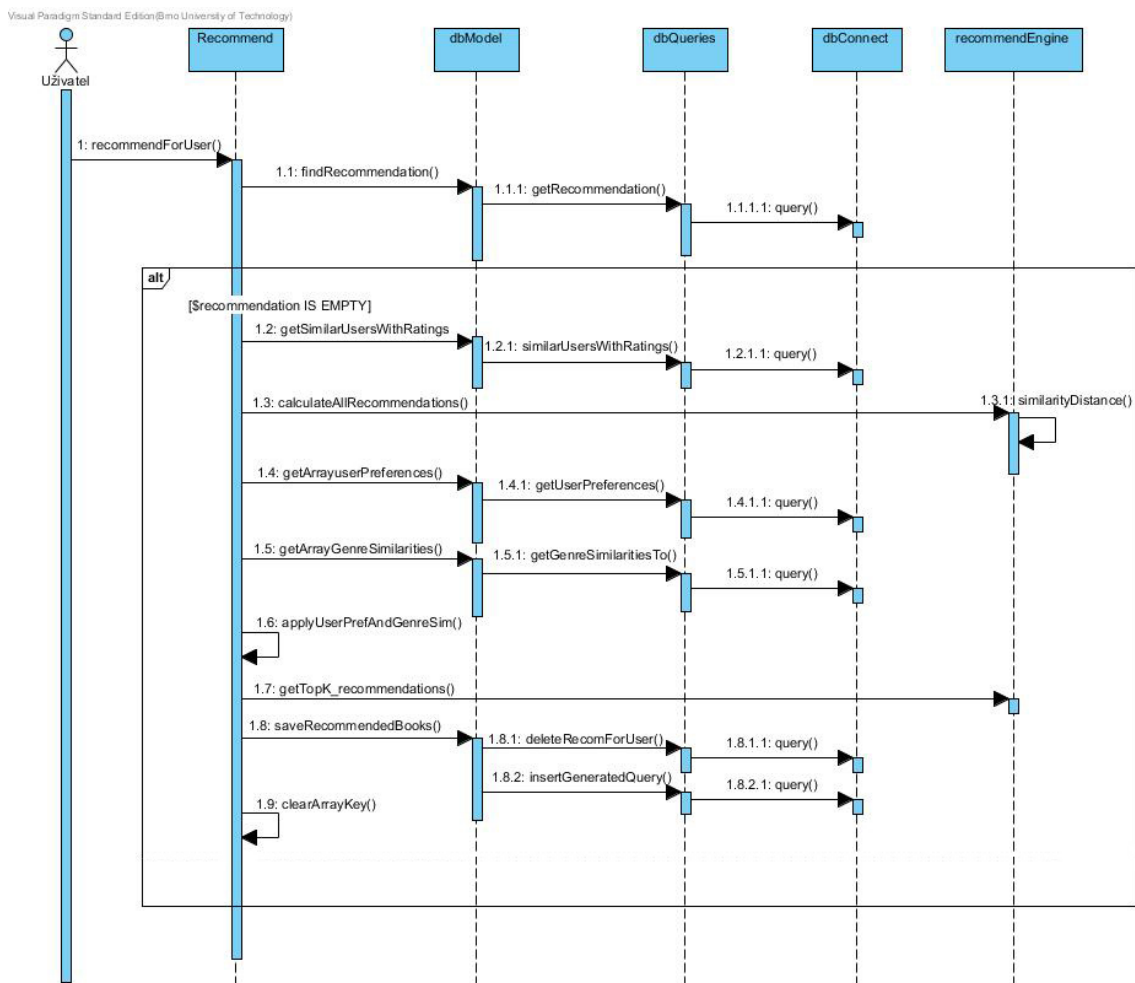 Visual Paradigm Standard Edition(Brno University of Technology)
Uživatel
Recommend
dbModel
dbQueries
dbConnect
recommendEngine
1: recommendForUser()
1.1: findRecommendation()
1.1.1: getRecommendation()
1.1.1.1: query()
alt
[$recommendation IS EMPTY]
1.2: getSimilarUsersWithRatings
1.2.1: similarUsersWithRatings()
1.2.1.1: query()
1.3: calculateAllRecommendations()
1.3.1: similarityDistance()
1.4: getArrayuserPreferences()
1.4.1: getUserPreferences()
1.4.1.1: query()
1.5: getArrayGenreSimilarities()
1.5.1: getGenreSimilaritiesTo()
1.5.1.1: query()
1.6: applyUserPrefAndGenreSim()
1.7: getTopK_recommendations()
1.8: saveRecommendedBooks()
1.8.1: deleteRecomForUser()
1.8.1.1: query()
1.8.2: insertGeneratedQuery()
1.8.2.1: query()
1.9: clearArrayKey()